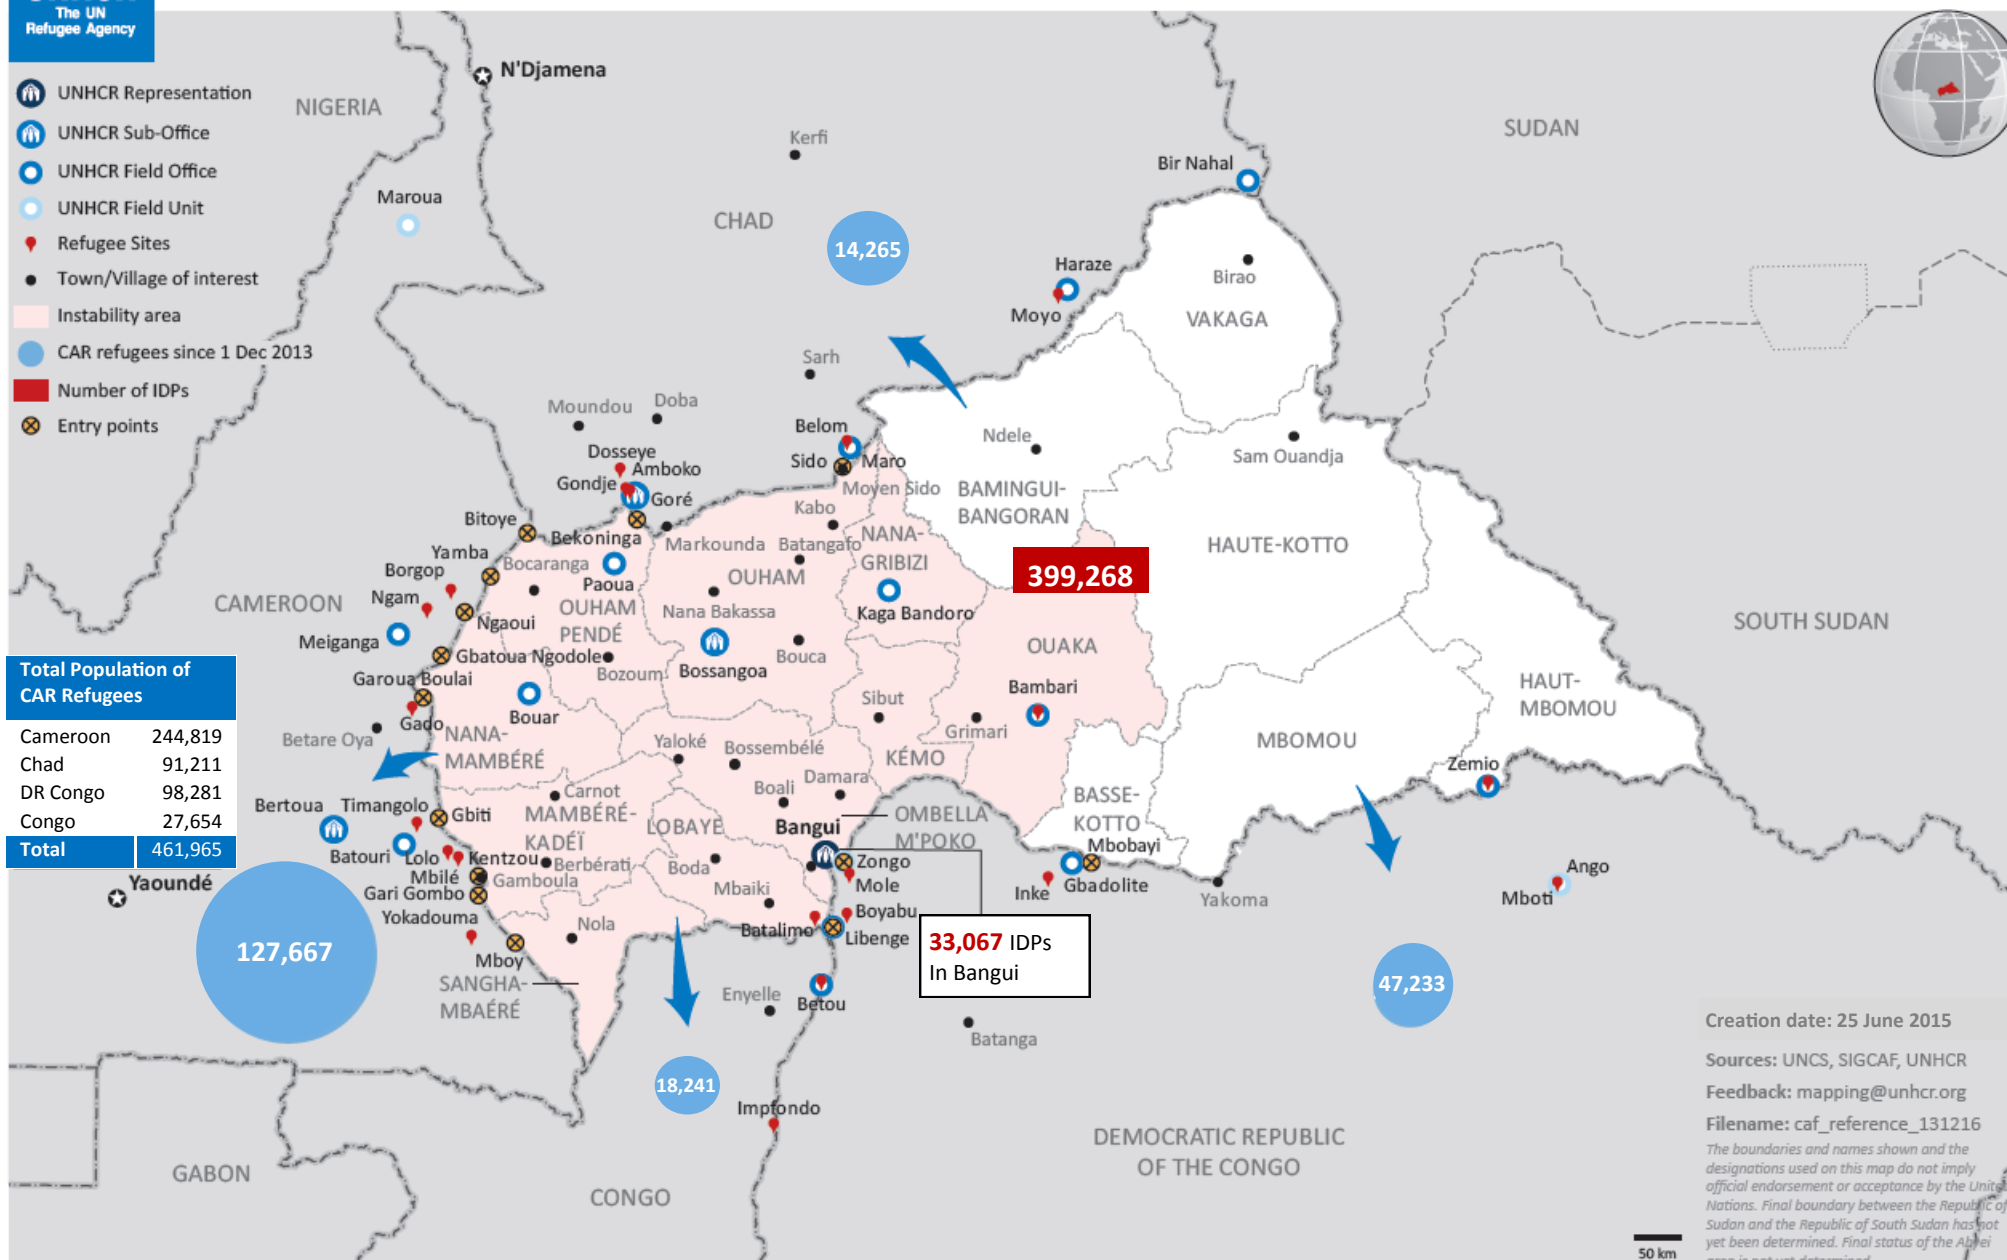 The UN
Refugee Agency
UNHCR Representation
UNHCR Sub-Office
UNHCR Field Office
UNHCR Field Unit
Refugee Sites
Town/Village of interest
Instability area
CAR refugees since 1 Dec 2013
Number of IDPs
Entry points
N'Djamena
NIGERIA
Kerfi
SUDAN
Bir Nahal
Maroua
CHAD
14,265
Haraze
Birao
Moyo
VAKAGA
Sarh
Moundou
Doba
Belom
Ndele
Dosseye
Sido
Maro
Sam Ouandja
Amboko
Gondje
Goré
Moyen Sido
BAMINGUI-
BANGORAN
Kabo
Bitoye
Bekoninga
Markounda
Batangafo
NANA-
GRIBIZI
HAUTE-KOTTO
Yamba
Bocaranga
Borgop
Paoua
OUHAM
399,268
CAMEROON
Ngam
OUHAM
PENDÉ
Nana Bakassa
Kaga Bandoro
Ngaoui
SOUTH SUDAN
Meiganga
OUAKA
Gbatoua Ngodole
Bozoum
Bossangoa
Bouca
Garoua Boulai
Bambari
HAUT-
MBOMOU
Sibut
Bouar
Gado
Grimari
Betare Oya
NANA-
MAMBÉRÉ
Yaloké
Bossembélé
KÉMO
MBOMOU
Zemio
Damara
Boali
Carnot
BASSE-
KOTTO
Bertoua
Timangolo
Gbiti
MAMBÉRÉ-
KADÉÏ
LOBAYE
Bangui
OMBELLA
M'POKO
Mbobayi
Batouri
Lolo
Kentzou
Berbérati
Boda
Zongo
Mbilé
Gamboula
Mole
Inke
Gbadolite
Ango
Mboti
Yaoundé
Gari Gombo
Mbaiki
Yakoma
Yokadouma
Nola
Batalimo
Boyabu
Libenge
Mboy
SANGHA-
MBAÉRÉ
Enyelle
Betou
Batanga
Impfondo
Total Population of
CAR Refugees
Cameroon 244,819
Chad 91,211
DR Congo 98,281
Congo 27,654
Total 461,965
127,667
33,067 IDPs
In Bangui
47,233
18,241
GABON
CONGO
DEMOCRATIC REPUBLIC
OF THE CONGO
Creation date: 25 June 2015
Sources: UNCS, SIGCAF, UNHCR
Feedback: mapping@unhcr.org
Filename: caf_reference_131216
The boundaries and names shown and the
designations used on this map do not imply
official endorsement or acceptance by the United
Nations. Final boundary between the Republic of
Sudan and the Republic of South Sudan has not
yet been determined. Final status of the Abyei
50 km